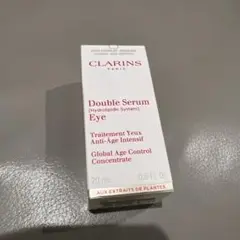 CLARINS
PARIS
Double Serum
[Hydrolipidic System]
Eye
Traitement Yeux
Anti-Âge Intensif
Global Age Control
Concentrate
AUX EXTRAITS DE PLANTES